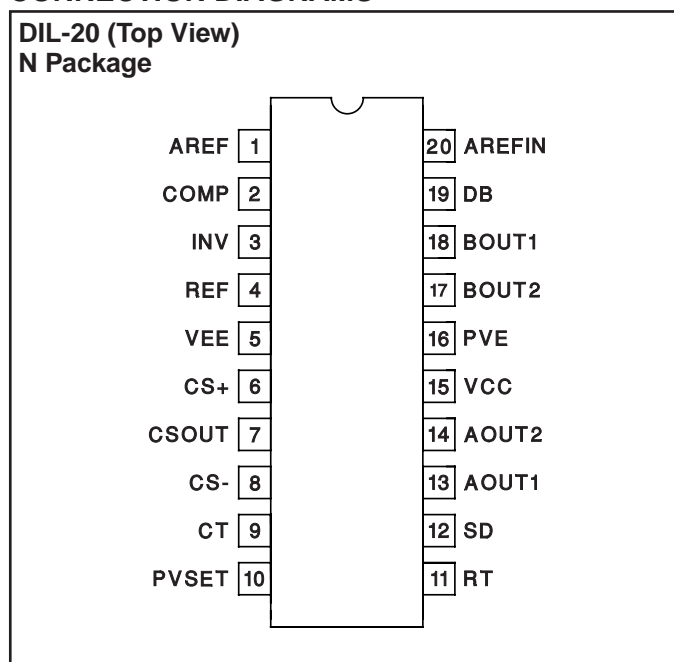 DIL-20 (Top View)
N Package
AREF 1 20 AREFIN
COMP 2 19 DB
INV 3 18 BOUT1
REF 4 17 BOUT2
VEE 5 16 PVE
CS+ 6 15 VCC
CSOUT 7 14 AOUT2
CS- 8 13 AOUT1
CT 9 12 SD
PVSET 10 11 RT